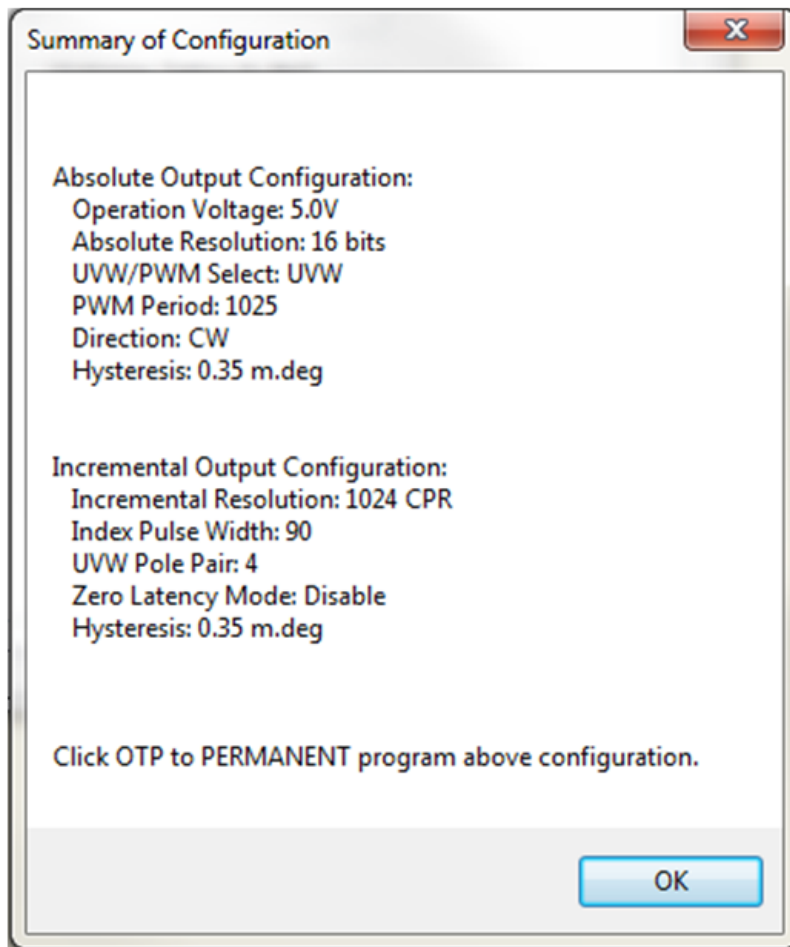 Summary of Configuration
Absolute Output Configuration:
Operation Voltage: 5.0V
Absolute Resolution: 16 bits
UVW/PWM Select: UVW
PWM Period: 1025
Direction: CW
Hysteresis: 0.35 m.deg
Incremental Output Configuration:
Incremental Resolution: 1024 CPR
Index Pulse Width: 90
UVW Pole Pair: 4
Zero Latency Mode: Disable
Hysteresis: 0.35 m.deg
Click OTP to PERMANENT program above configuration.
OK